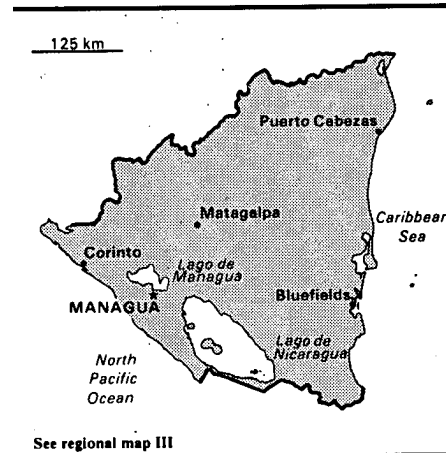 125 km
Puerto Cabezas
Matagalpa
Caribbean
Sea
Corinto
Lago de
Managua
MANAGUA
Bluefields
Lago de
Nicaragua
North
Pacific
Ocean
See regional map III